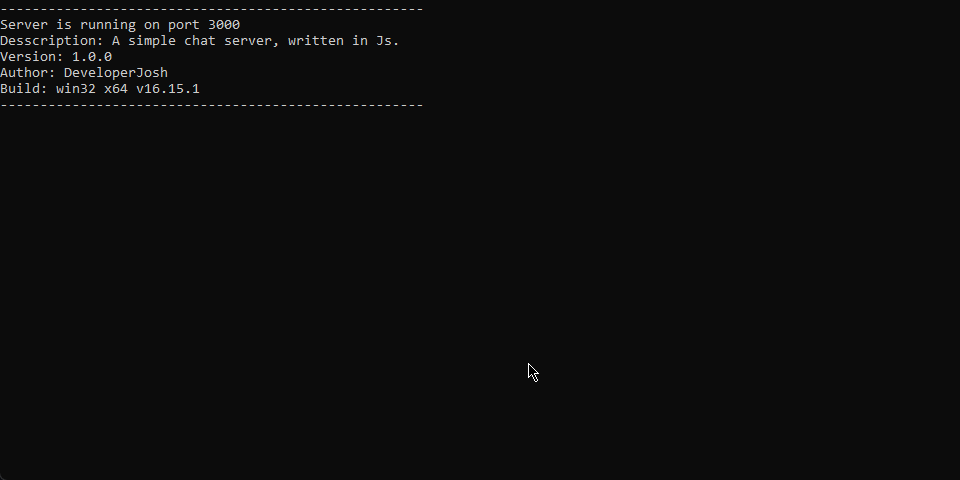 -----------------------------------------------------
Server is running on port 3000
Desscription: A simple chat server, written in Js.
Version: 1.0.0
Author: DeveloperJosh
Build: win32 x64 v16.15.1
-----------------------------------------------------